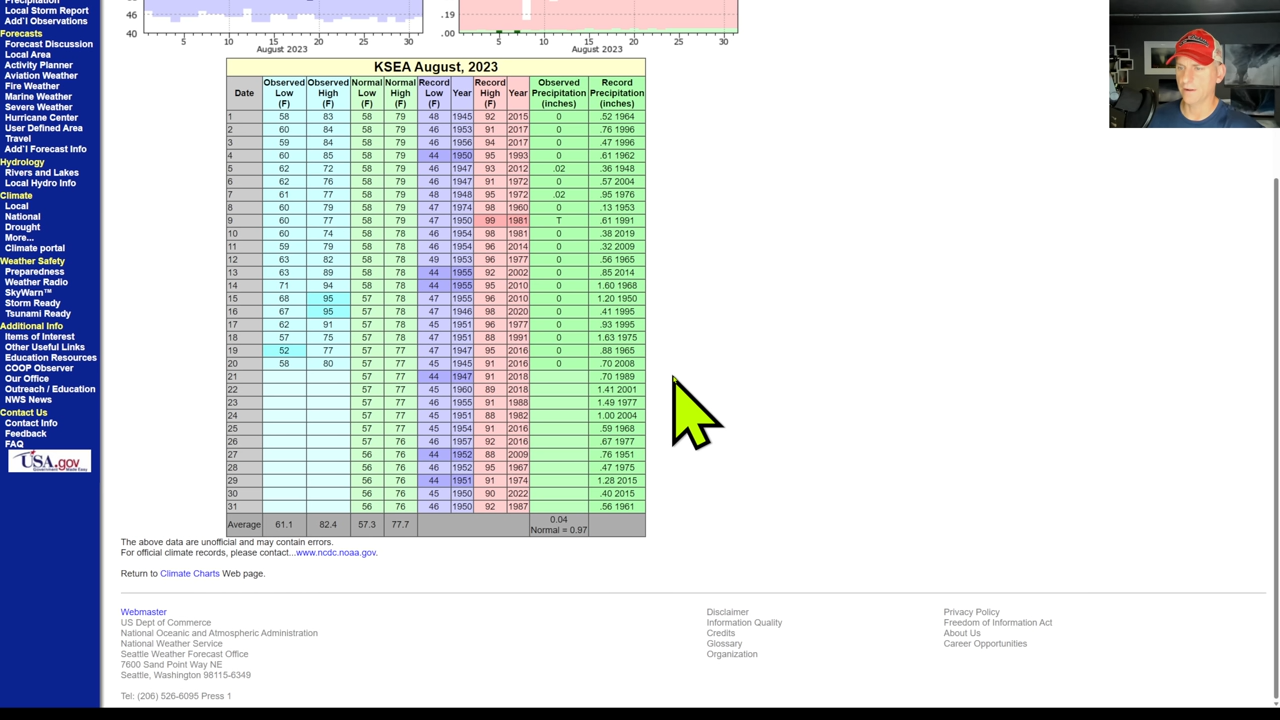 Precipitation
Local Storm Report
Add'l Observations
Forecasts
Forecast Discussion
Local Area
Activity Planner
Aviation Weather
Fire Weather
Marine Weather
Severe Weather
Hurricane Center
User Defined Area
Travel
Add'l Forecast Info
Hydrology
Rivers and Lakes
Local Hydro Info
Climate
Local
National
Drought
More...
Climate portal
Weather Safety
Preparedness
Weather Radio
SkyWarn™
Storm Ready
Tsunami Ready
Additional Info
Items of Interest
Other Useful Links
Education Resources
COOP Observer
Our Office
Outreach / Education
NWS News
Contact Us
Contact Info
Feedback
FAQ
USA.gov
46
40
5 10 15 20 25 30
August 2023
.19
.00
5 10 15 20 25 30
August 2023
KSEA August, 2023
Date Observed Low (F) Observed High (F) Normal Low (F) Normal High (F) Record Low (F) Year Record High (F) Year Observed Precipitation (inches) Record Precipitation (inches)
1 58 83 58 79 48 1945 92 2015 0 .52 1964
2 60 84 58 79 46 1953 91 2017 0 .76 1996
3 59 84 58 79 46 1956 94 2017 0 .47 1996
4 60 85 58 79 44 1950 95 1993 0 .61 1962
5 62 72 58 79 46 1947 93 2012 .02 .36 1948
6 62 76 58 79 46 1947 91 1972 0 .57 2004
7 61 77 58 79 48 1948 95 1972 .02 .95 1976
8 60 79 58 79 47 1974 98 1960 0 .13 1953
9 60 77 58 79 47 1950 99 1981 T .61 1991
10 60 74 58 78 46 1954 98 1981 0 .38 2019
11 59 79 58 78 46 1954 96 2014 0 .32 2009
12 63 82 58 78 49 1953 96 1977 0 .56 1965
13 63 89 58 78 44 1955 92 2002 0 .85 2014
14 71 94 58 78 44 1955 95 2010 0 1.60 1968
15 68 95 57 78 47 1955 96 2010 0 1.20 1950
16 67 95 57 78 47 1946 98 2020 0 .41 1995
17 62 91 57 78 45 1951 96 1977 0 .93 1995
18 57 75 57 78 47 1951 88 1991 0 1.63 1975
19 52 77 57 77 47 1947 95 2016 0 .88 1965
20 58 80 57 77 45 1945 91 2016 0 .70 2008
21 57 77 44 1947 91 2018 .70 1989
22 57 77 45 1960 89 2018 1.41 2001
23 57 77 46 1955 91 1988 1.49 1977
24 57 77 45 1951 88 1982 1.00 2004
25 57 77 45 1954 92 2016 .59 1968
26 57 76 46 1957 92 2016 .67 1977
27 56 76 44 1952 88 2009 .76 1951
28 56 76 46 1952 95 1967 .47 1975
29 56 76 44 1951 91 1974 1.28 2015
30 56 76 45 1950 90 2022 .40 2015
31 56 76 46 1950 92 1987 .56 1961
Average 61.1 82.4 57.3 77.7 0.04 Normal = 0.97
The above data are unofficial and may contain errors.
For official climate records, please contact...www.ncdc.noaa.gov.
Return to Climate Charts Web page.
Webmaster
US Dept of Commerce
National Oceanic and Atmospheric Administration
National Weather Service
Seattle Weather Forecast Office
7600 Sand Point Way NE
Seattle, Washington 98115-6349
Tel: (206) 526-6095 Press 1
Disclaimer
Information Quality
Credits
Glossary
Organization
Privacy Policy
Freedom of Information Act
About Us
Career Opportunities